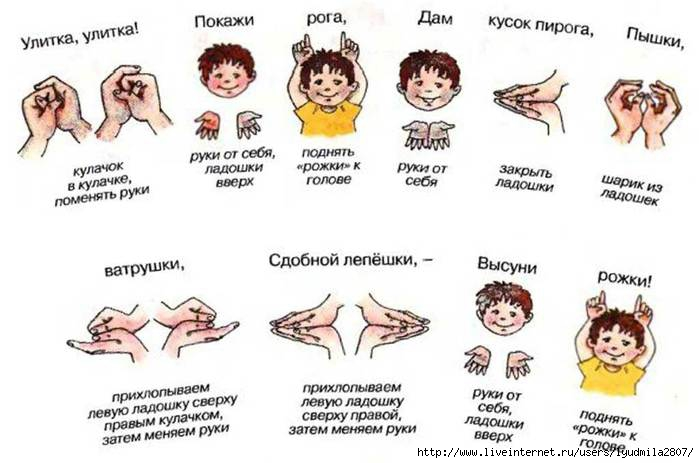 Улитка, улитка!
Покажи
рога,
Дам
кусок пирога,
Пышки,
кулачок
в кулачке,
поменять руки
руки от себя,
ладошки
вверх
поднять
«рожки» к
голове
руки от
себя
закрыть
ладошки
шарик из
ладошек
ватрушки,
Сдобной лепёшки, –
Высуни
рожки!
прихлопываем
левую ладошку сверху
правым кулачком,
затем меняем руки
прихлопываем
левую ладошку
сверху правой,
затем меняем руки
руки от
себя,
ладошки
вверх
поднять
«рожки» к
голове
http://www.liveinternet.ru/users/lyudmila2807/